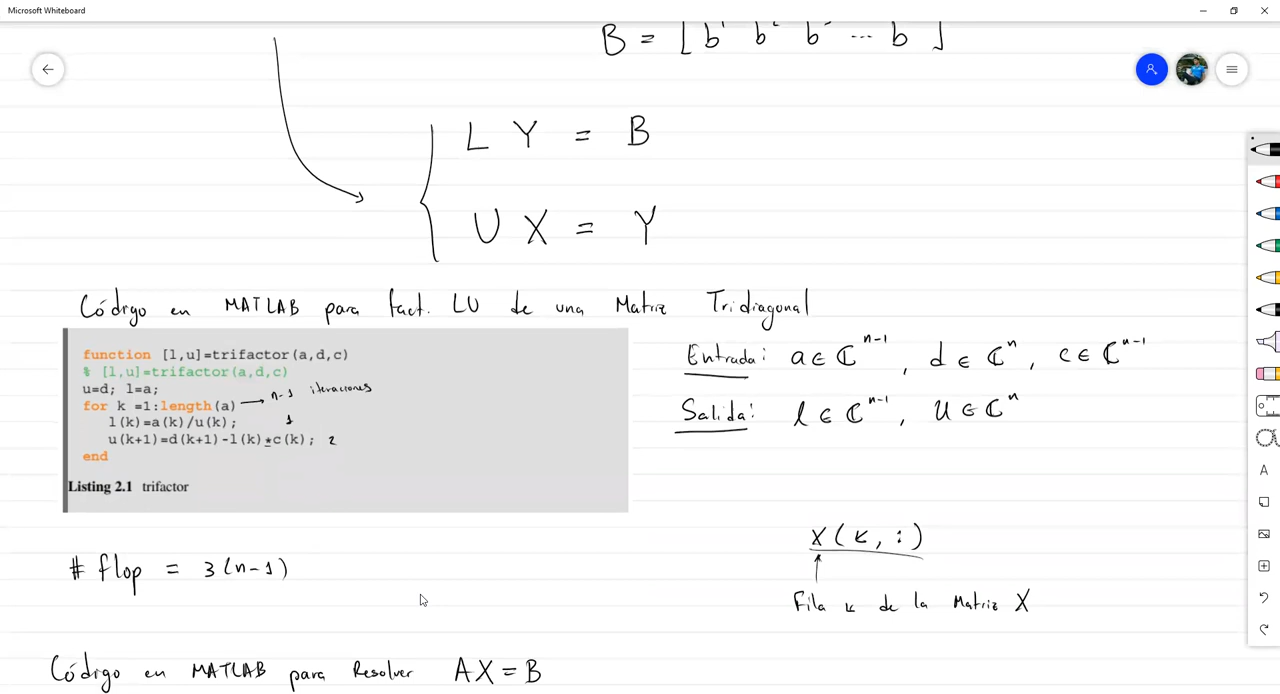 Microsoft Whiteboard
B = [ b¹ b² b³ ... b ]
L Y = B
U X = Y
Código en MATLAB para fact. LU de una Matriz Tridiagonal
function [l,u]=trifactor(a,d,c)
% [l,u]=trifactor(a,d,c)
u=d; l=a;
for k =1:length(a) → n-1 iteraciones
l(k)=a(k)/u(k); 1
u(k+1)=d(k+1)-l(k)*c(k); 2
end
Listing 2.1 trifactor
Entrada: a ∈ ℂⁿ⁻¹, d ∈ ℂⁿ, c ∈ ℂⁿ⁻¹
Salida: l ∈ ℂⁿ⁻¹, u ∈ ℂⁿ
# flop = 3(n-1)
X(k,:)
Fila k de la Matriz X
Código en MATLAB para Resolver AX=B
A